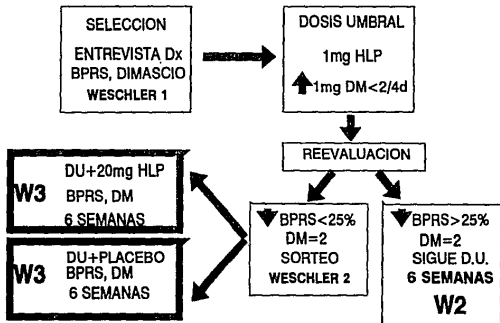 SELECCION
ENTREVISTA Dx
BPRS, DIMASCIO
WESCHLER 1
DOSIS UMBRAL
1mg HLP
1mg DM<2/4d
REEVALUACION
BPRS<25%
DM=2
SORTEO
WESCHLER 2
BPRS>25%
DM=2
SIGUE D.U.
6 SEMANAS
W2
W3
DU+20mg HLP
BPRS, DM
6 SEMANAS
W3
DU+PLACEBO
BPRS, DM
6 SEMANAS